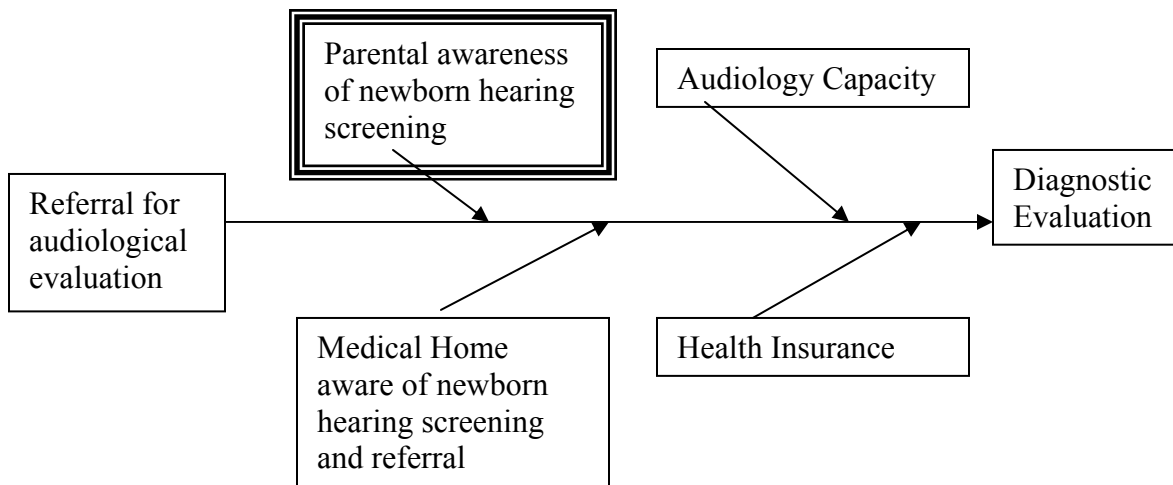 Parental awareness
of newborn hearing
screening
Audiology Capacity
Referral for
audiological
evaluation
Diagnostic
Evaluation
Medical Home
aware of newborn
hearing screening
and referral
Health Insurance